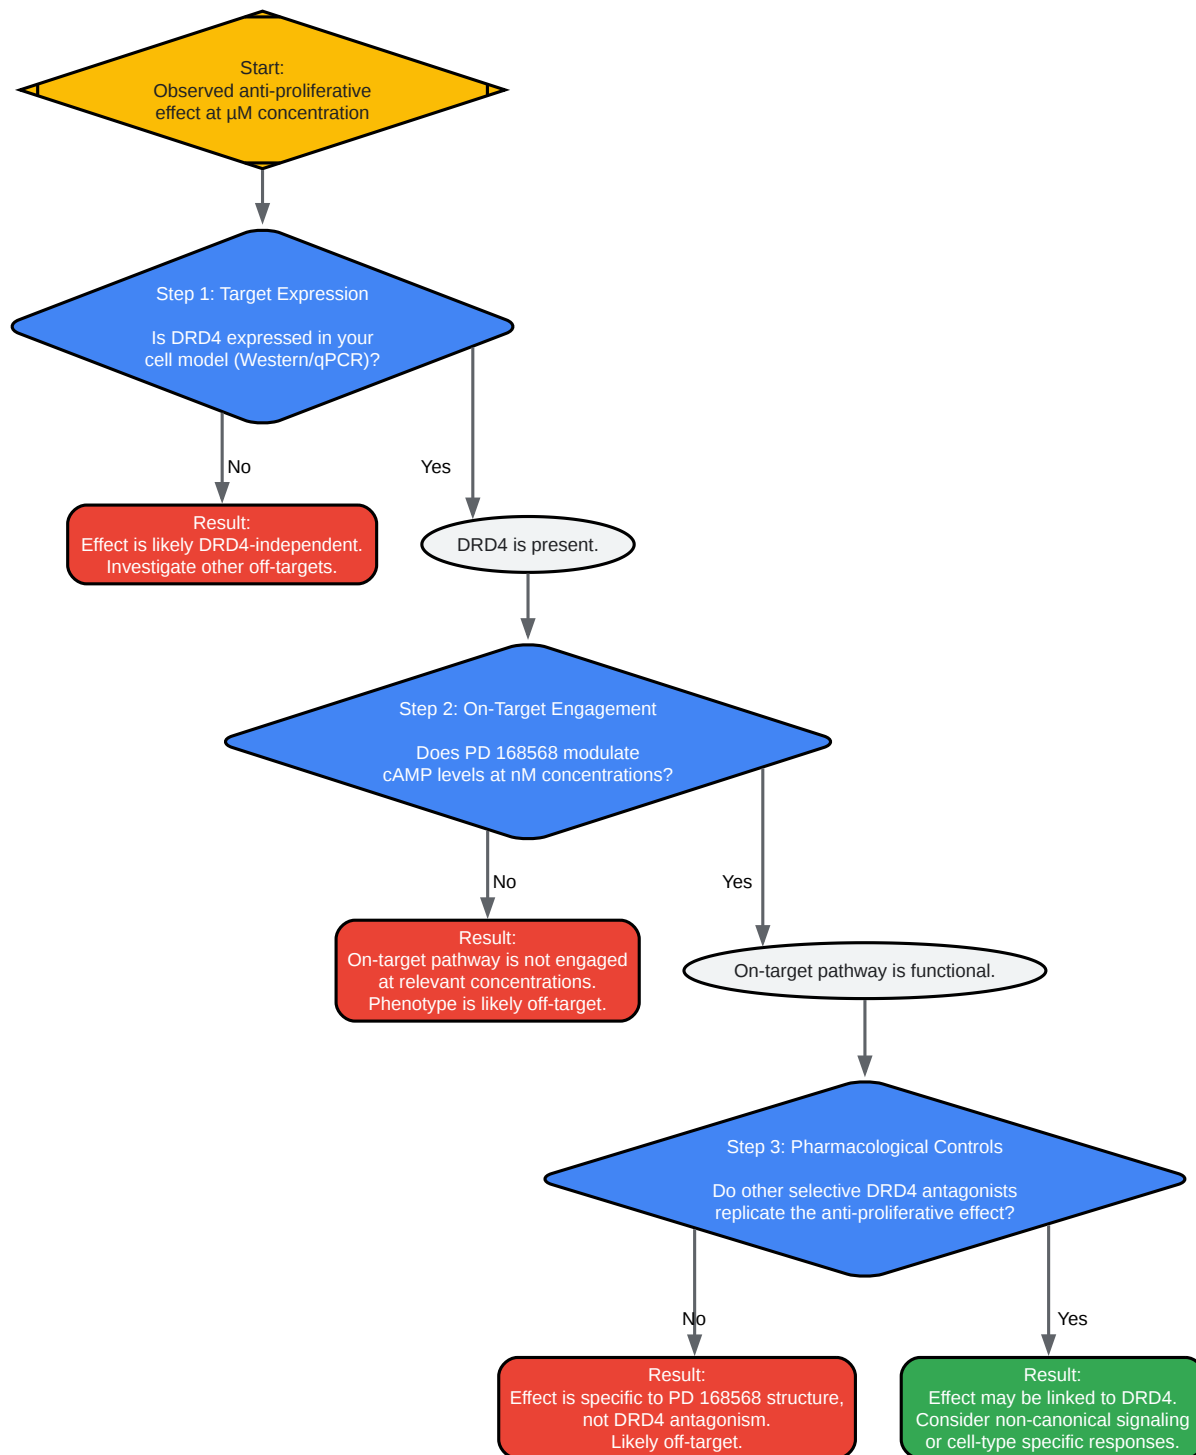 Start:
Observed anti-proliferative
effect at µM concentration
Step 1: Target Expression
Is DRD4 expressed in your
cell model (Western/qPCR)?
No
Yes
Result:
Effect is likely DRD4-independent.
Investigate other off-targets.
DRD4 is present.
Step 2: On-Target Engagement
Does PD 168568 modulate
cAMP levels at nM concentrations?
No
Yes
Result:
On-target pathway is not engaged
at relevant concentrations.
Phenotype is likely off-target.
On-target pathway is functional.
Step 3: Pharmacological Controls
Do other selective DRD4 antagonists
replicate the anti-proliferative effect?
No
Yes
Result:
Effect is specific to PD 168568 structure,
not DRD4 antagonism.
Likely off-target.
Result:
Effect may be linked to DRD4.
Consider non-canonical signaling
or cell-type specific responses.